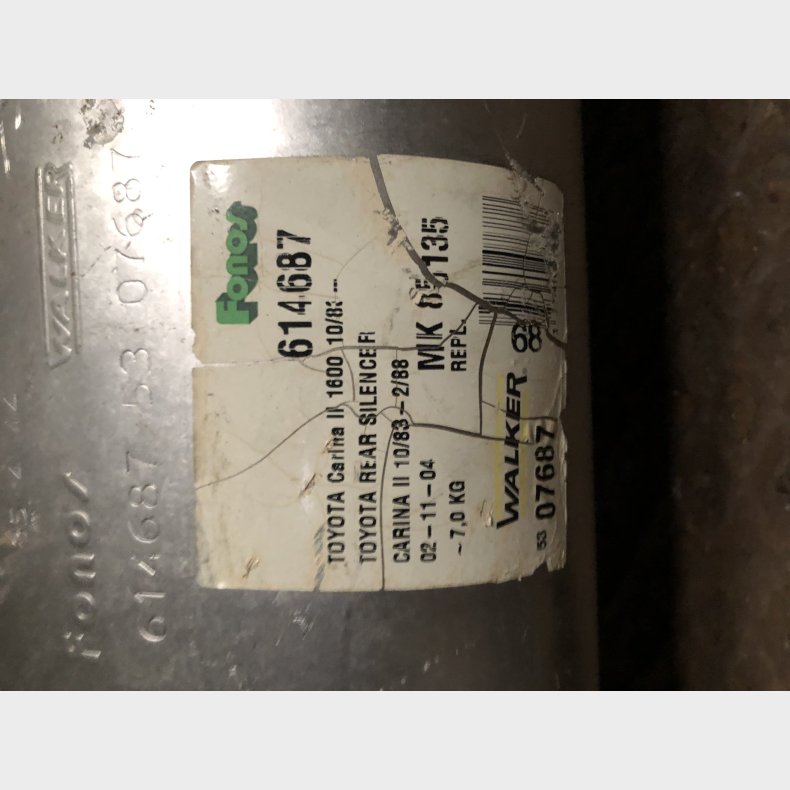 WALKER
53 07687
Fonos
614687
Fonos
614687
TOYOTA Carina II 1600 10/83-...
TOYOTA REAR SILENCER
CARINA II 10/83-2/88
02-11-04 MIK
~7,0 KG REPL.
WALKER
53 07687